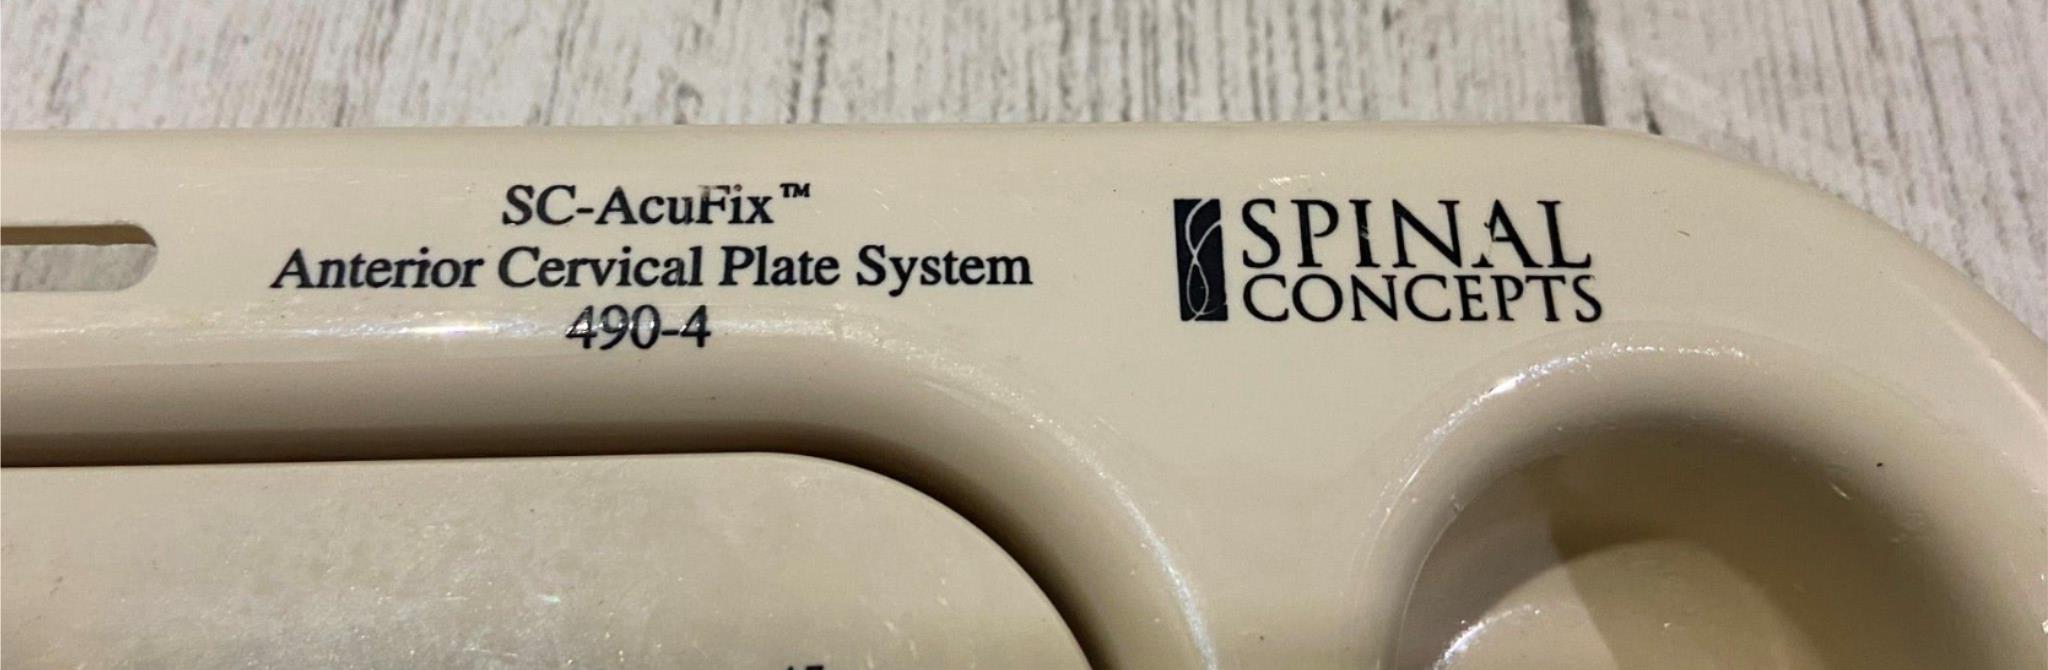 SC-AcuFix™
Anterior Cervical Plate System
490-4
SPINAL
CONCEPTS